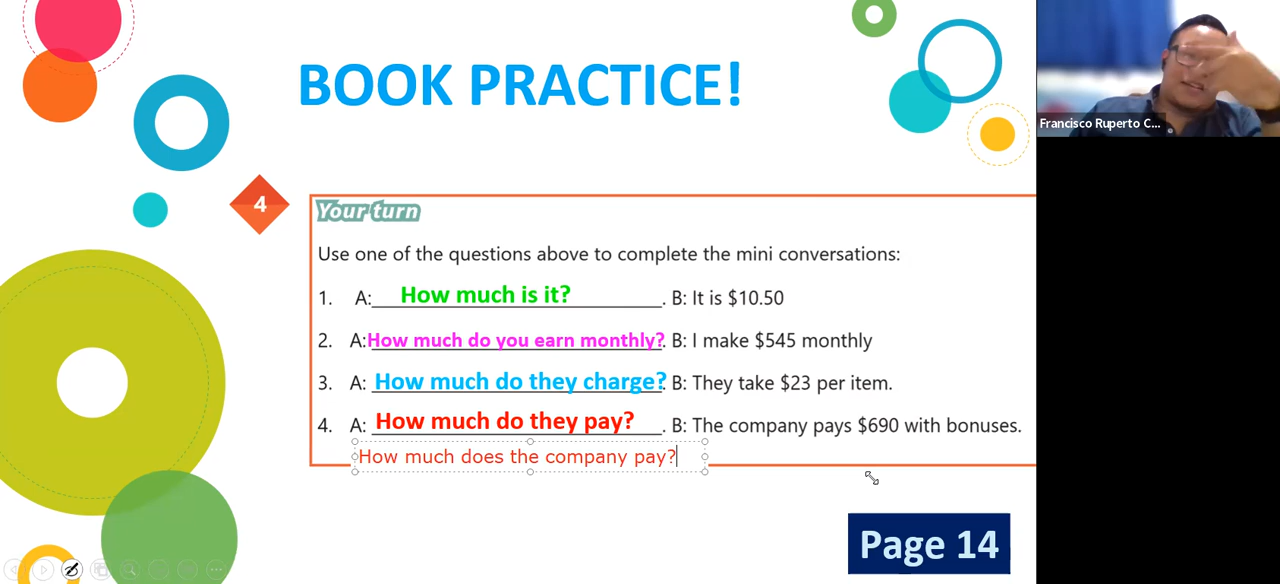 BOOK PRACTICE!
Francisco Ruperto C...
4
Your turn
Use one of the questions above to complete the mini conversations:
1. A: How much is it? . B: It is $10.50
2. A: How much do you earn monthly? . B: I make $545 monthly
3. A: How much do they charge? . B: They take $23 per item.
4. A: How much do they pay? . B: The company pays $690 with bonuses.
How much does the company pay?
Page 14